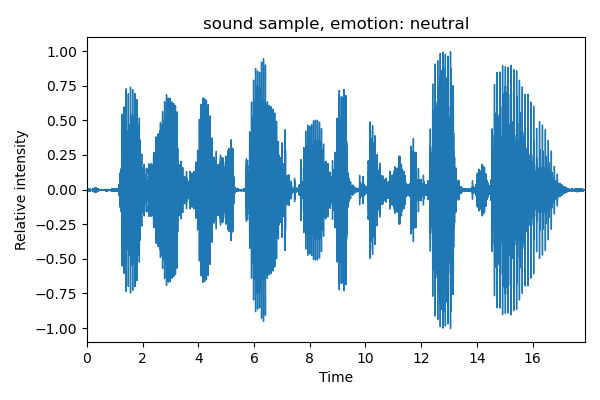 sound sample, emotion: neutral
1.00
0.75
0.50
0.25
0.00
−0.25
−0.50
−0.75
−1.00
Relative intensity
0 2 4 6 8 10 12 14 16
Time